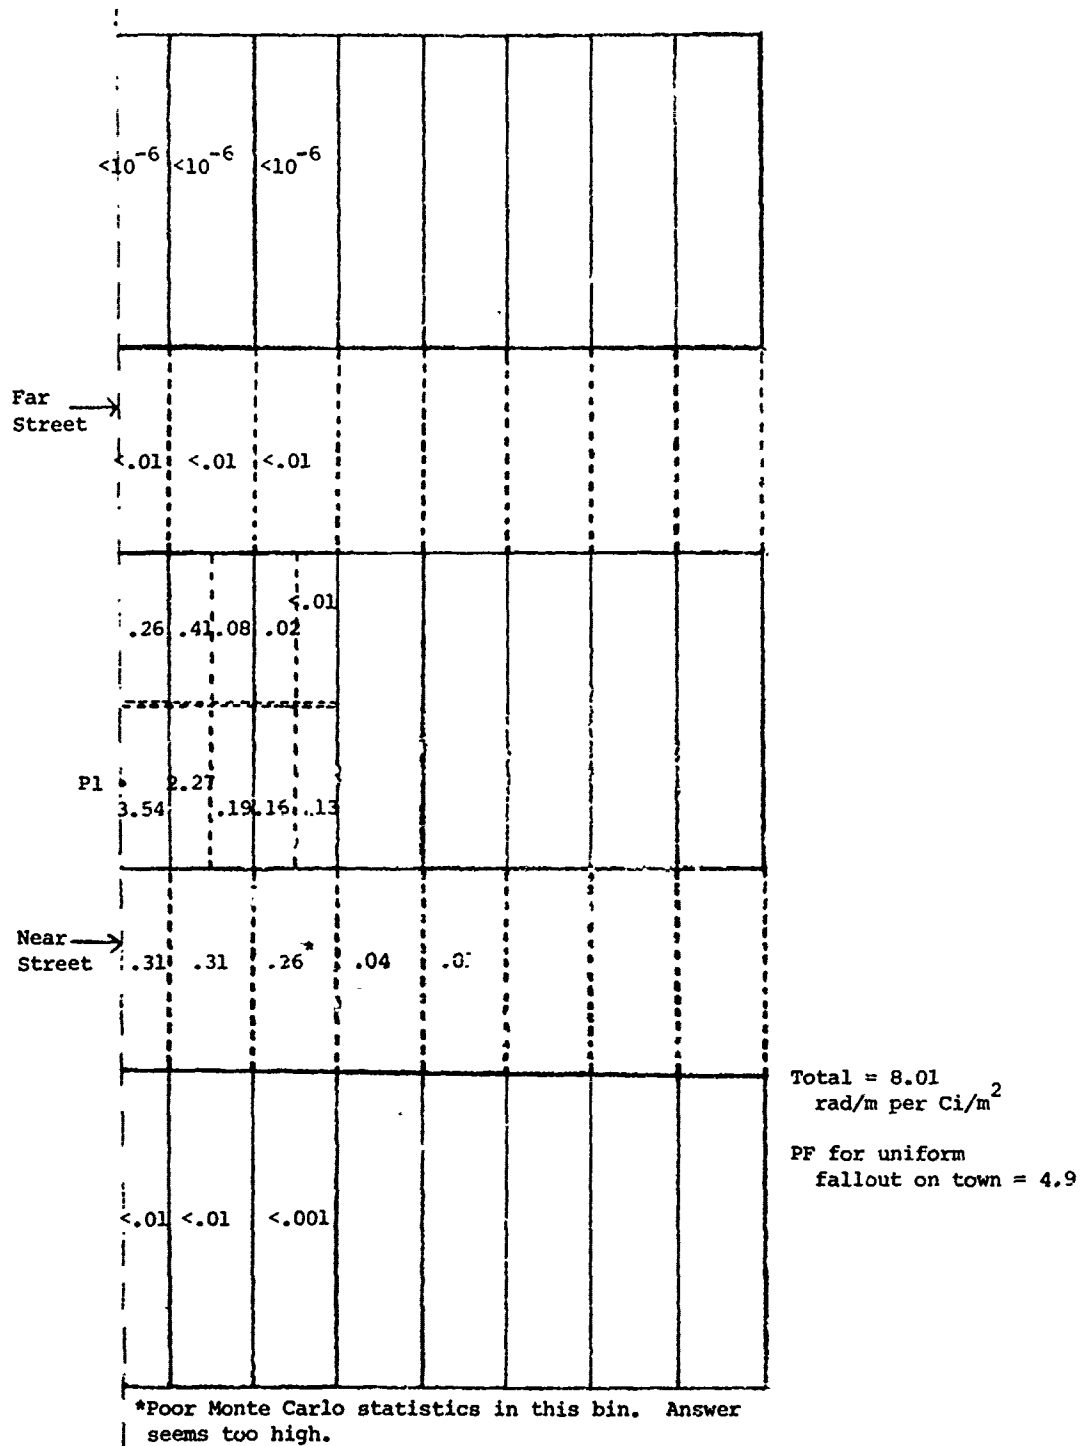 <10^-6 <10^-6 <10^-6
Far
Street
<.01 <.01 <.01
<.01
.26 .41 .08 .02
P1
2.27
3.54 .19 .16 .13
Near
Street
.31 .31 .26* .04
Total = 8.01
rad/m per Ci/m^2
PF for uniform
fallout on town = 4.9
<.01 <.01 <.001
*Poor Monte Carlo statistics in this bin. Answer
seems too high.